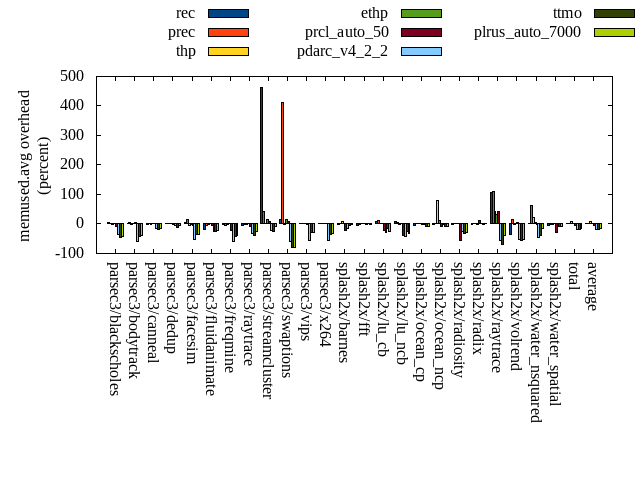 rec
prec
thp
ethp
prcl_auto_50
pdarc_v4_2_2
ttmo
plrus_auto_7000
memused.avg overhead
(percent)
500
400
300
200
100
0
-100
parsec3/blackscholes
parsec3/bodytrack
parsec3/canneal
parsec3/dedup
parsec3/facesim
parsec3/fluidanimate
parsec3/freqmine
parsec3/raytrace
parsec3/streamcluster
parsec3/swaptions
parsec3/vips
parsec3/x264
splash2x/barnes
splash2x/fft
splash2x/lu_cb
splash2x/lu_ncb
splash2x/ocean_cp
splash2x/ocean_ncp
splash2x/radiosity
splash2x/radix
splash2x/raytrace
splash2x/volrend
splash2x/water_nsquared
splash2x/water_spatial
total
average